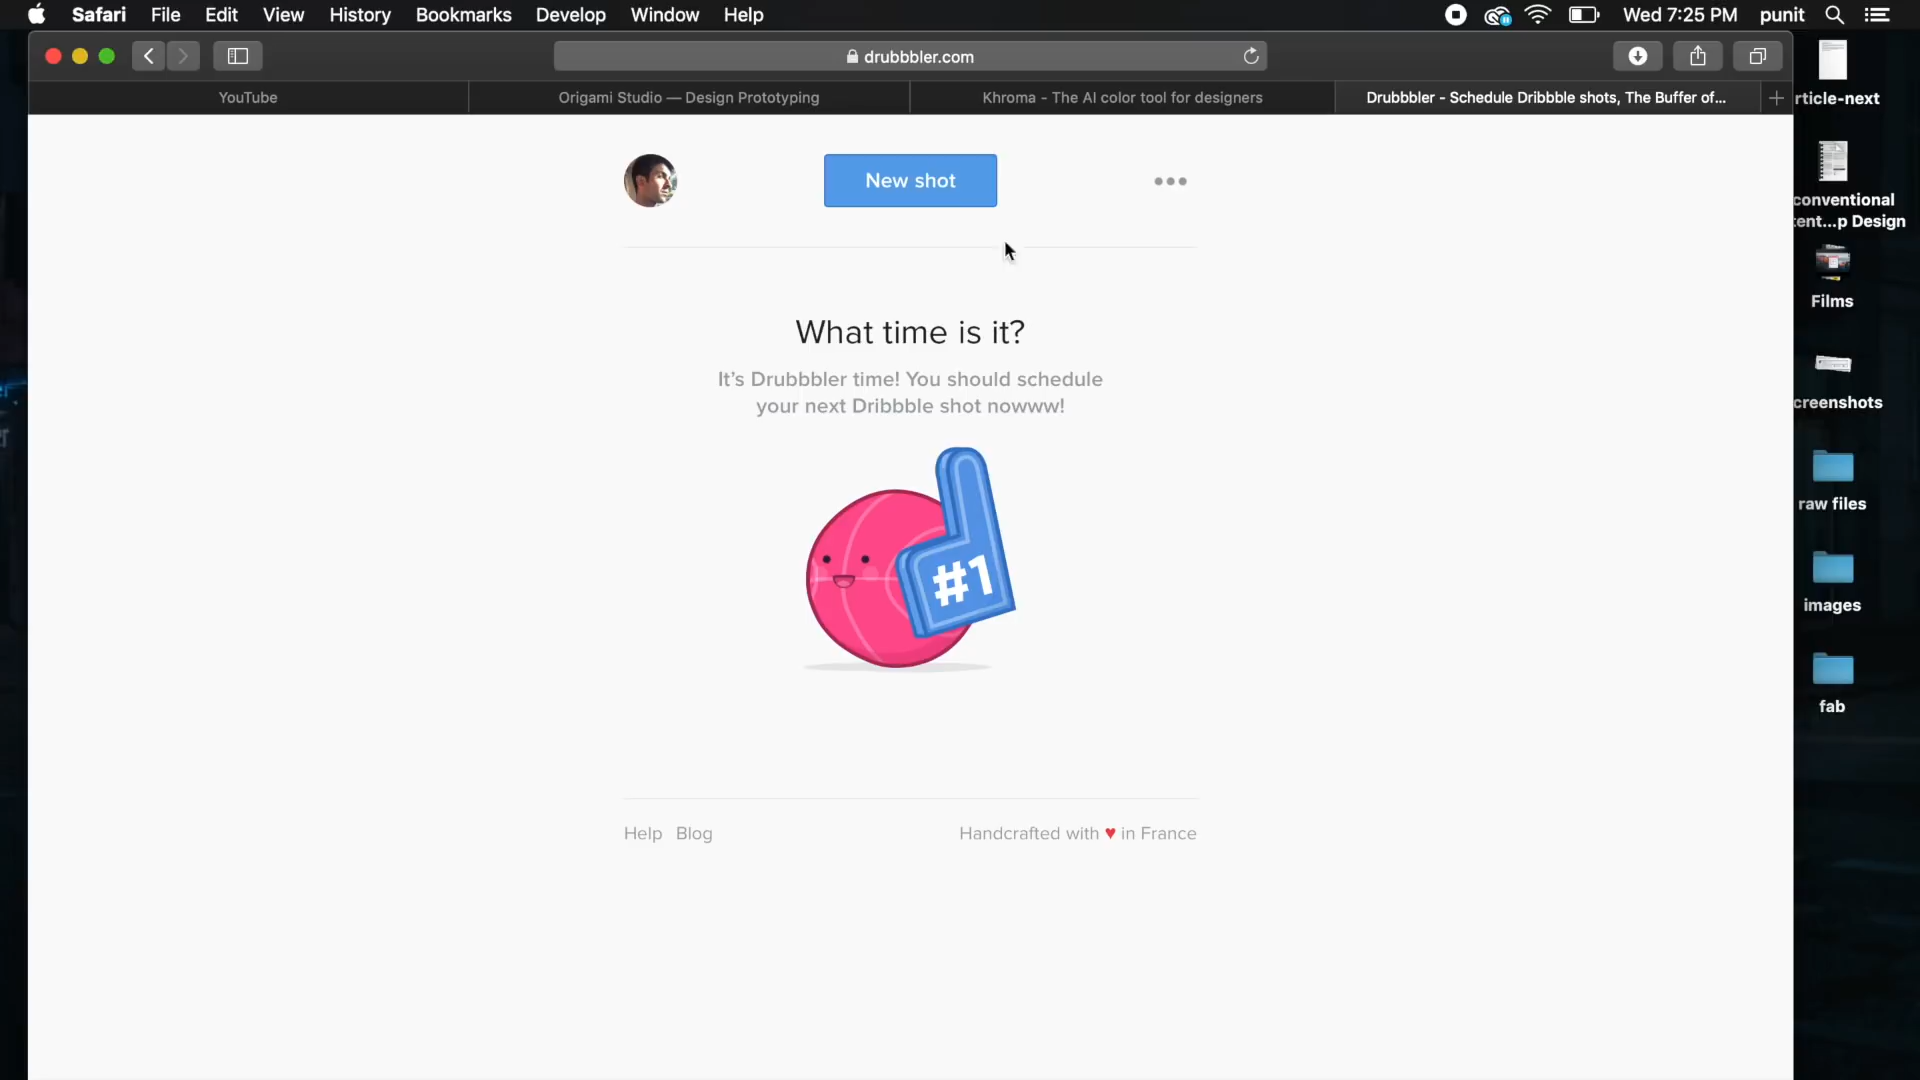 Safari File Edit View History Bookmarks Develop Window Help
Wed 7:25 PM punit
drubbbler.com
YouTube
Origami Studio — Design Prototyping
Khroma - The AI color tool for designers
Drubbbler - Schedule Dribbble shots, The Buffer of...
New shot
What time is it?
It's Drubbbler time! You should schedule
your next Dribbble shot nowww!
#1
Help Blog
Handcrafted with ♥ in France
rticle-next
conventional
tent...p Design
Films
creenshots
raw files
images
fab